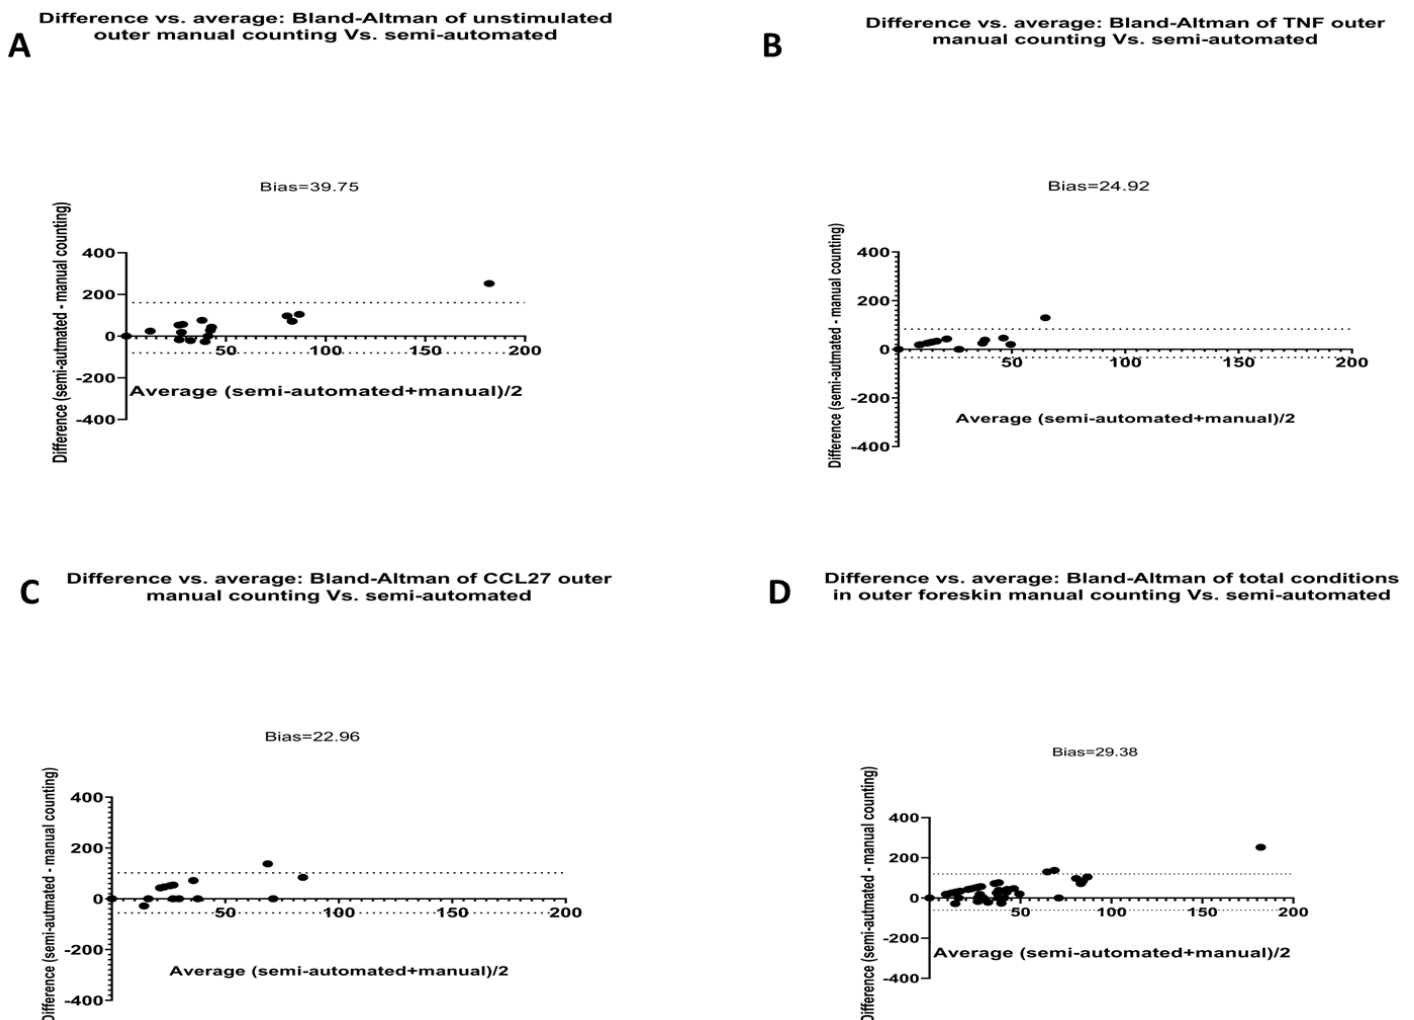 A
Difference vs. average: Bland-Altman of unstimulated
outer manual counting Vs. semi-automated
Bias=39.75
Difference (semi-autmated - manual counting)
400
200
0
-200
-400
50
100
150
200
Average (semi-automated+manual)/2
B
Difference vs. average: Bland-Altman of TNF outer
manual counting Vs. semi-automated
Bias=24.92
Difference (semi-autmated - manual counting)
400
200
0
-200
-400
50
100
150
200
Average (semi-automated+manual)/2
C
Difference vs. average: Bland-Altman of CCL27 outer
manual counting Vs. semi-automated
Bias=22.96
Difference (semi-autmated - manual counting)
400
200
0
-200
-400
50
100
150
200
Average (semi-automated+manual)/2
D
Difference vs. average: Bland-Altman of total conditions
in outer foreskin manual counting Vs. semi-automated
Bias=29.38
Difference (semi-autmated - manual counting)
400
200
0
-200
-400
50
100
150
200
Average (semi-automated+manual)/2